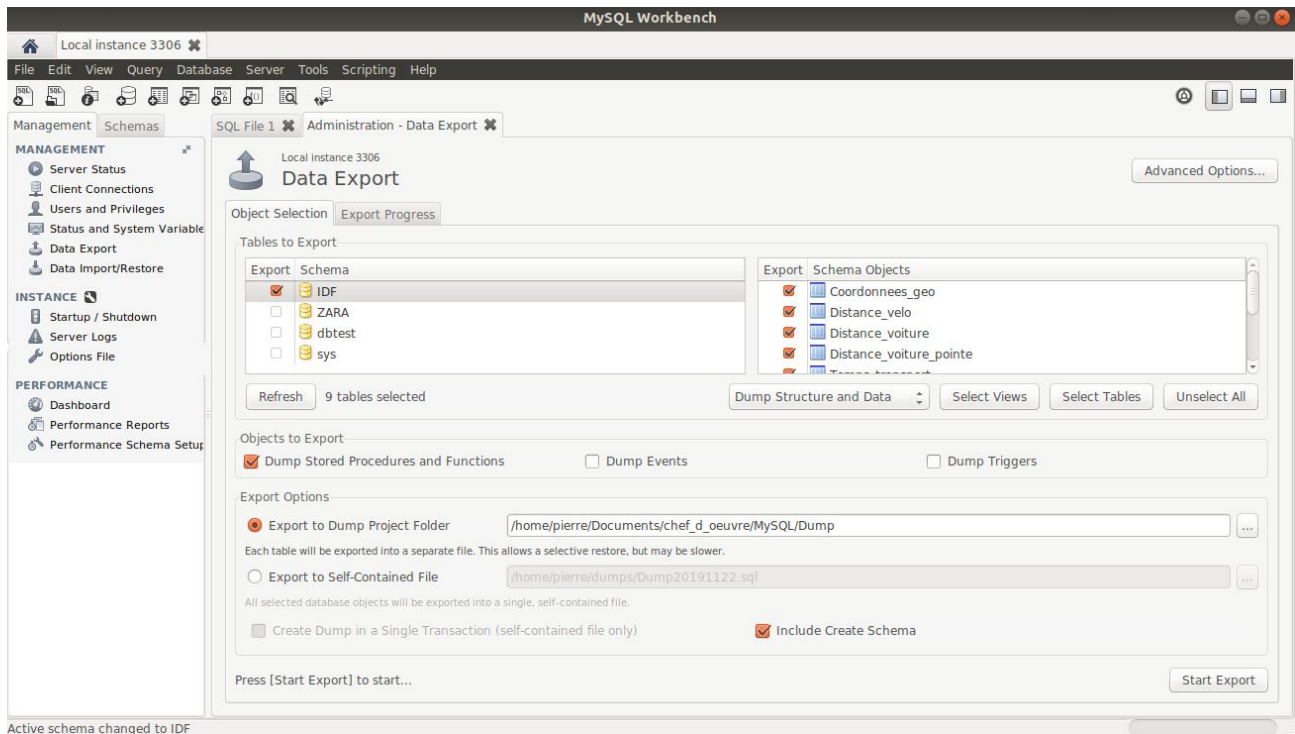 MySQL Workbench
Local instance 3306
File Edit View Query Database Server Tools Scripting Help
Management Schemas
SQL File 1 Administration - Data Export
MANAGEMENT
Server Status
Client Connections
Users and Privileges
Status and System Variable
Data Export
Data Import/Restore
INSTANCE
Startup / Shutdown
Server Logs
Options File
PERFORMANCE
Dashboard
Performance Reports
Performance Schema Setup
Local instance 3306
Data Export
Advanced Options...
Object Selection Export Progress
Tables to Export
Export Schema
IDF
ZARA
dbtest
sys
Export Schema Objects
Coordonnees_geo
Distance_velo
Distance_voiture
Distance_voiture_pointe
Refresh 9 tables selected Dump Structure and Data Select Views Select Tables Unselect All
Objects to Export
Dump Stored Procedures and Functions Dump Events Dump Triggers
Export Options
Export to Dump Project Folder /home/pierre/Documents/chef_d_oeuvre/MySQL/Dump ...
Each table will be exported into a separate file. This allows a selective restore, but may be slower.
Export to Self-Contained File /home/pierre/dumps/Dump20191122.sql ...
All selected database objects will be exported into a single, self-contained file.
Create Dump in a Single Transaction (self-contained file only) Include Create Schema
Press [Start Export] to start... Start Export
Active schema changed to IDF